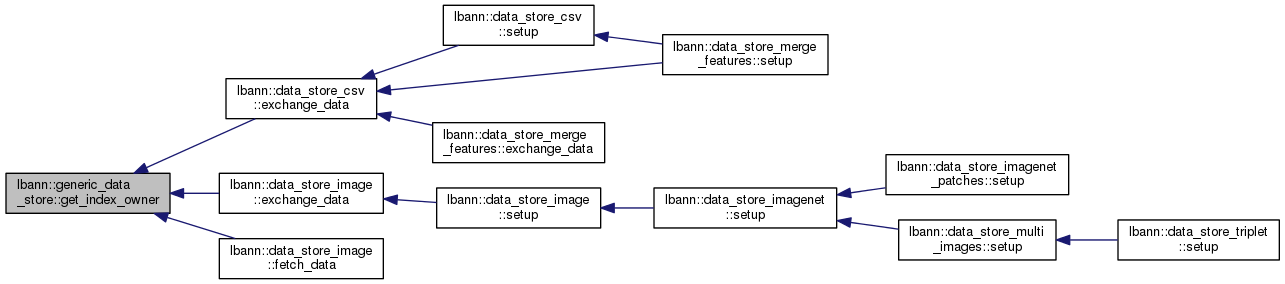 lbann::data_store_csv
::setup
lbann::data_store_merge
_features::setup
lbann::data_store_csv
::exchange_data
lbann::data_store_merge
_features::exchange_data
lbann::generic_data
_store::get_index_owner
lbann::data_store_image
::exchange_data
lbann::data_store_image
::setup
lbann::data_store_imagenet
::setup
lbann::data_store_imagenet
_patches::setup
lbann::data_store_multi
_images::setup
lbann::data_store_triplet
::setup
lbann::data_store_image
::fetch_data